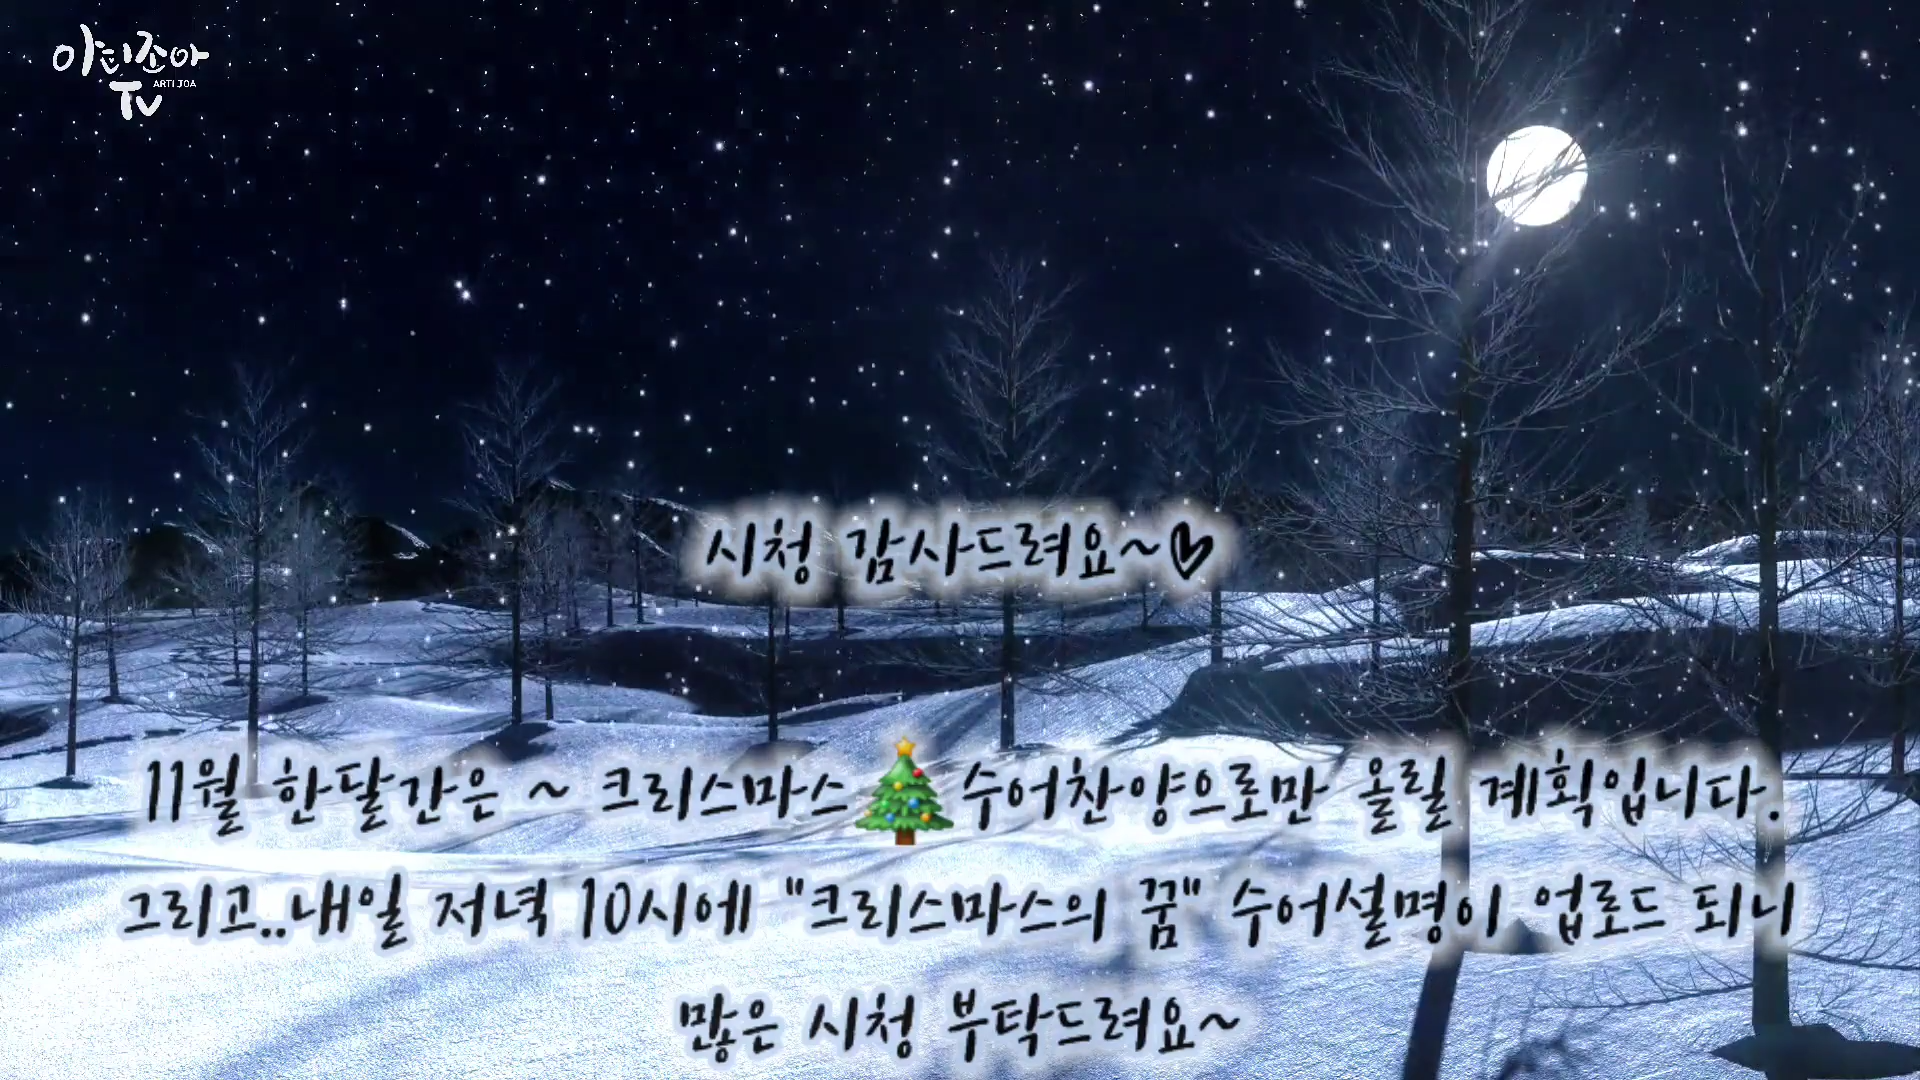 아티조아
ARTIJOA
TV
시청 감사드려요~♡
11월 한달간은 ~ 크리스마스🎄수어찬양으로만 올릴 계획입니다.
그리고..내일 저녁 10시에 "크리스마스의 꿈" 수어설명이 업로드 되니
많은 시청 부탁드려요~